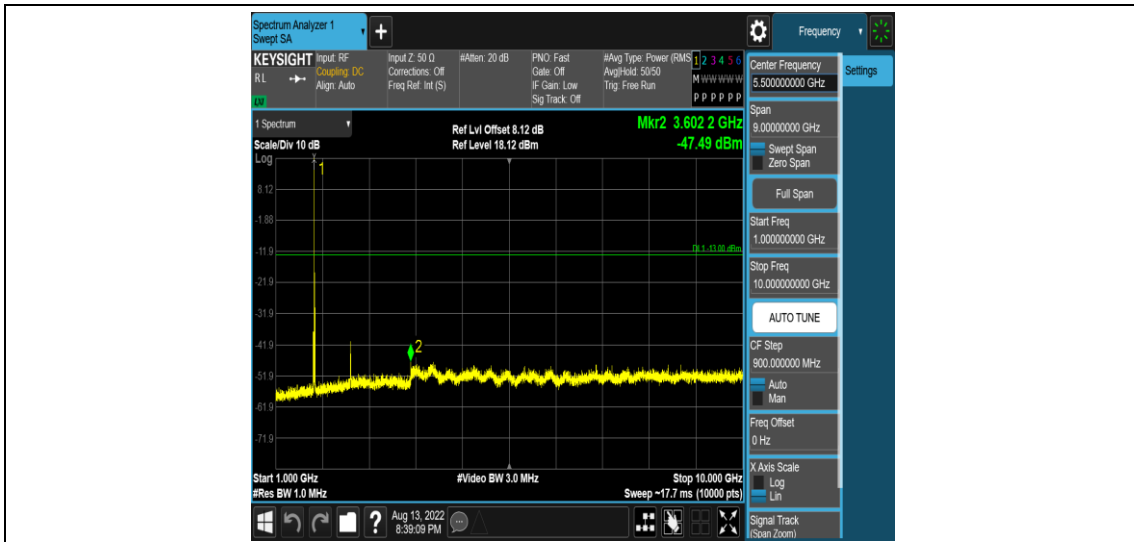 Spectrum Analyzer 1
Swept SA
+
Frequency
KEYSIGHT
RL
LXI
Input: RF
Coupling: DC
Align: Auto
Input Z: 50 Ω
Corrections: Off
Freq Ref: Int (S)
#Atten: 20 dB
PNO: Fast
Gate: Off
IF Gain: Low
Sig Track: Off
#Avg Type: Power (RMS
Avg|Hold: 50/50
Trig: Free Run
1 2 3 4 5 6
M W W W W W
P P P P P P
1 Spectrum
Scale/Div 10 dB
Log
Ref Lvl Offset 8.12 dB
Ref Level 18.12 dBm
Mkr2 3.602 2 GHz
-47.49 dBm
1
8.12
-1.88
-11.9
DL1 -13.00 dBm
-21.9
-31.9
-41.9
2
-51.9
-61.9
-71.9
Start 1.000 GHz
#Res BW 1.0 MHz
#Video BW 3.0 MHz
Stop 10.000 GHz
Sweep ~17.7 ms (10000 pts)
Center Frequency
5.500000000 GHz
Settings
Span
9.00000000 GHz
Swept Span
Zero Span
Full Span
Start Freq
1.000000000 GHz
Stop Freq
10.000000000 GHz
AUTO TUNE
CF Step
900.000000 MHz
Auto
Man
Freq Offset
0 Hz
X Axis Scale
Log
Lin
Signal Track
(Span Zoom)
?
Aug 13, 2022
8:39:09 PM